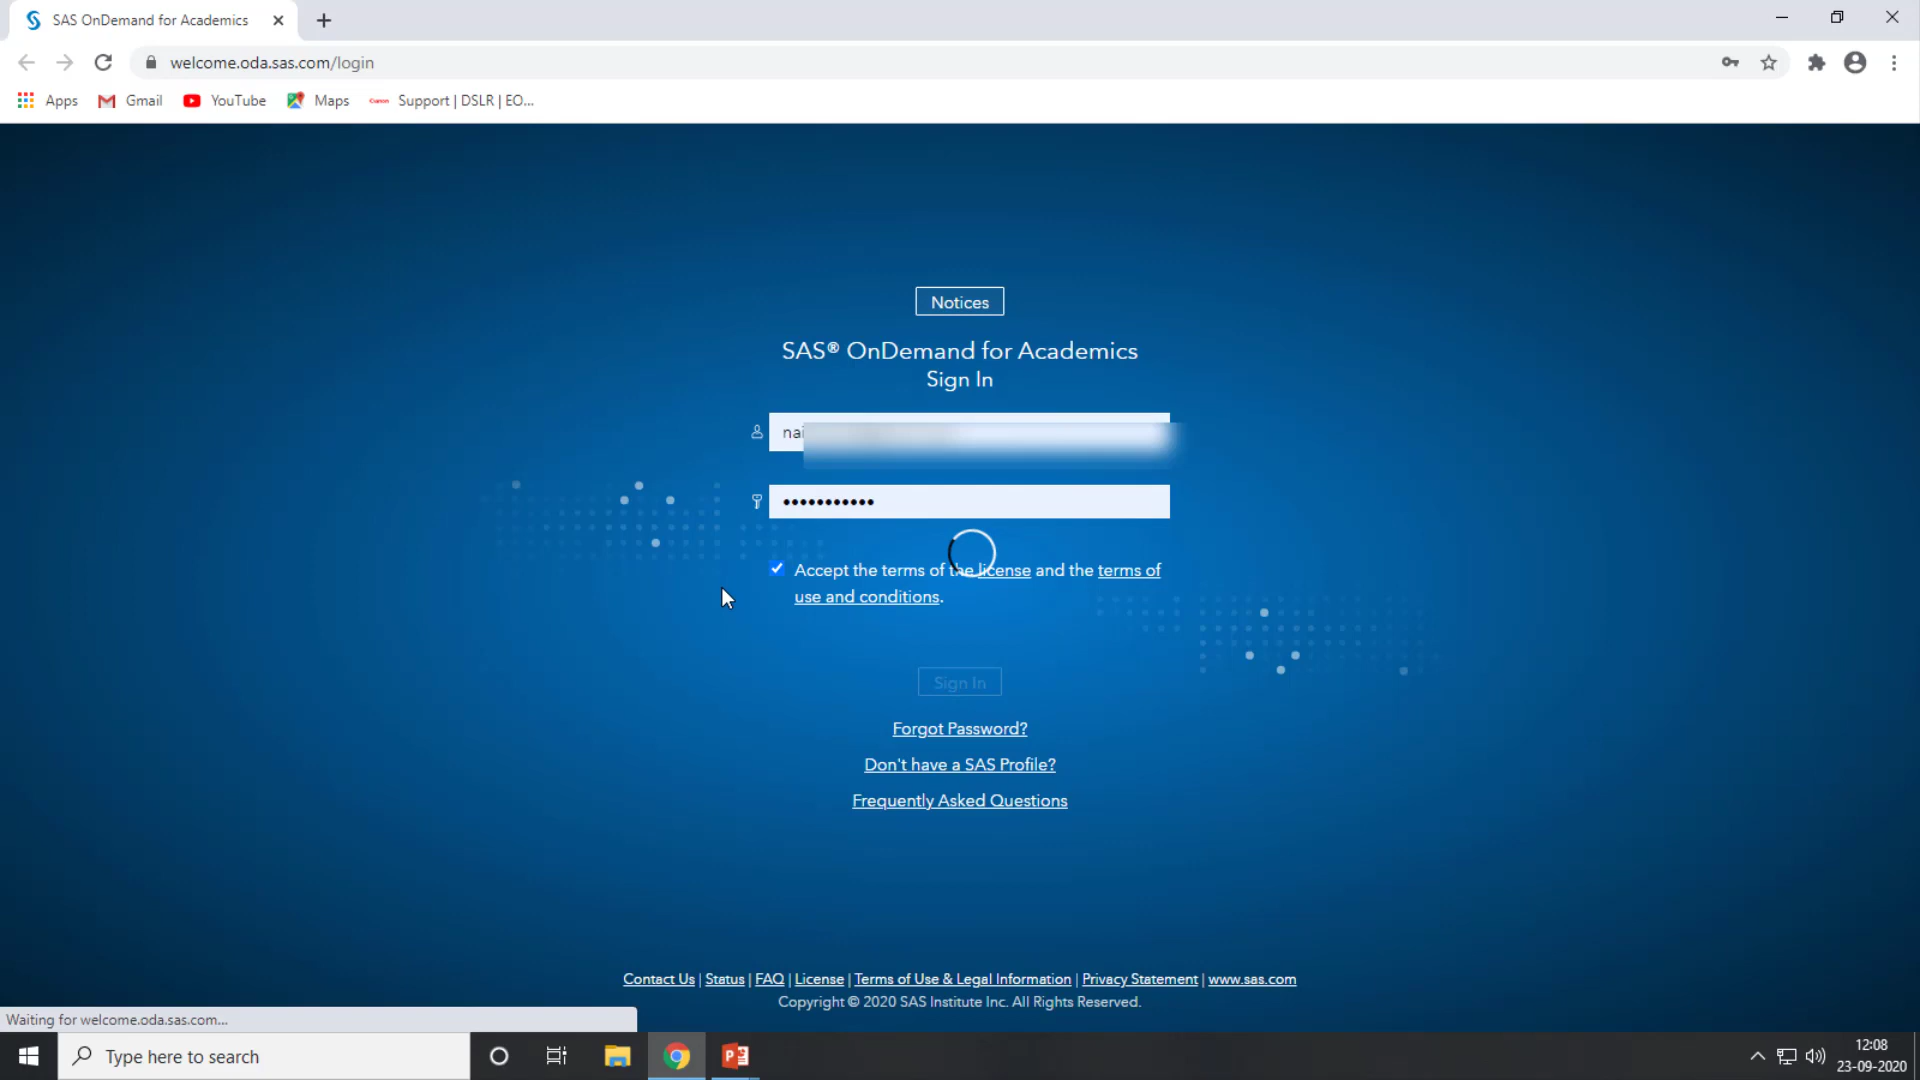 SAS OnDemand for Academics
welcome.oda.sas.com/login
Apps Gmail YouTube Maps Canon Support | DSLR | EO...
Notices
SAS® OnDemand for Academics
Sign In
nai
•••••••••••
Accept the terms of the license and the terms of
use and conditions.
Sign In
Forgot Password?
Don't have a SAS Profile?
Frequently Asked Questions
Contact Us | Status | FAQ | License | Terms of Use & Legal Information | Privacy Statement | www.sas.com
Copyright © 2020 SAS Institute Inc. All Rights Reserved.
Waiting for welcome.oda.sas.com...
Type here to search
12:08
23-09-2020